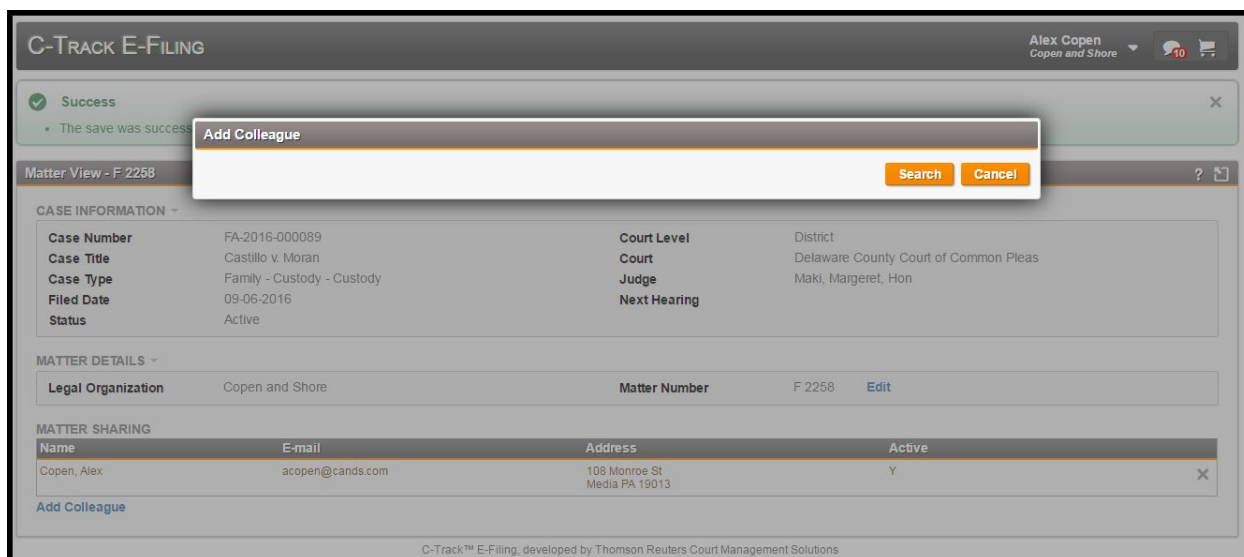 C-TRACK E-FILING
Alex Copen
Copen and Shore
10
Success
• The save was success
Add Colleague
Search Cancel
Matter View - F 2258 ?
CASE INFORMATION
Case Number FA-2016-000089 Court Level District
Case Title Castillo v. Moran Court Delaware County Court of Common Pleas
Case Type Family - Custody - Custody Judge Maki, Margeret, Hon
Filed Date 09-06-2016 Next Hearing
Status Active
MATTER DETAILS
Legal Organization Copen and Shore Matter Number F 2258 Edit
MATTER SHARING
Name E-mail Address Active
Copen, Alex acopen@cands.com 108 Monroe St Y
Media PA 19013
Add Colleague
C-Track™ E-Filing, developed by Thomson Reuters Court Management Solutions